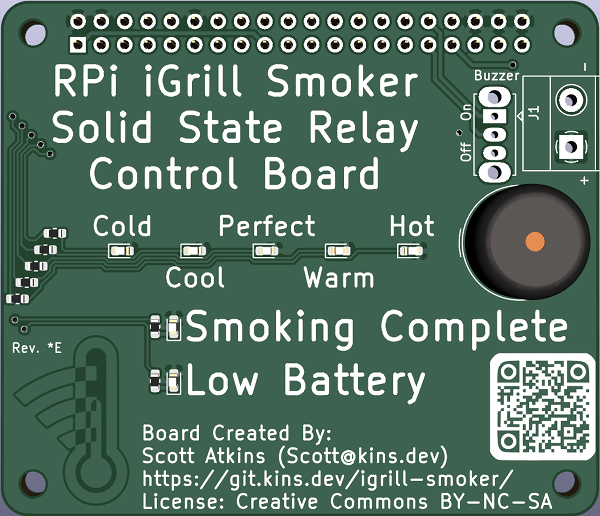 Buzzer
On
Off
J1
-
+
RPi iGrill Smoker
Solid State Relay
Control Board
Cold Perfect Hot
Cool Warm
Smoking Complete
Low Battery
Rev. *E
Board Created By:
Scott Atkins (Scott@kins.dev)
https://git.kins.dev/igrill-smoker/
License: Creative Commons BY-NC-SA